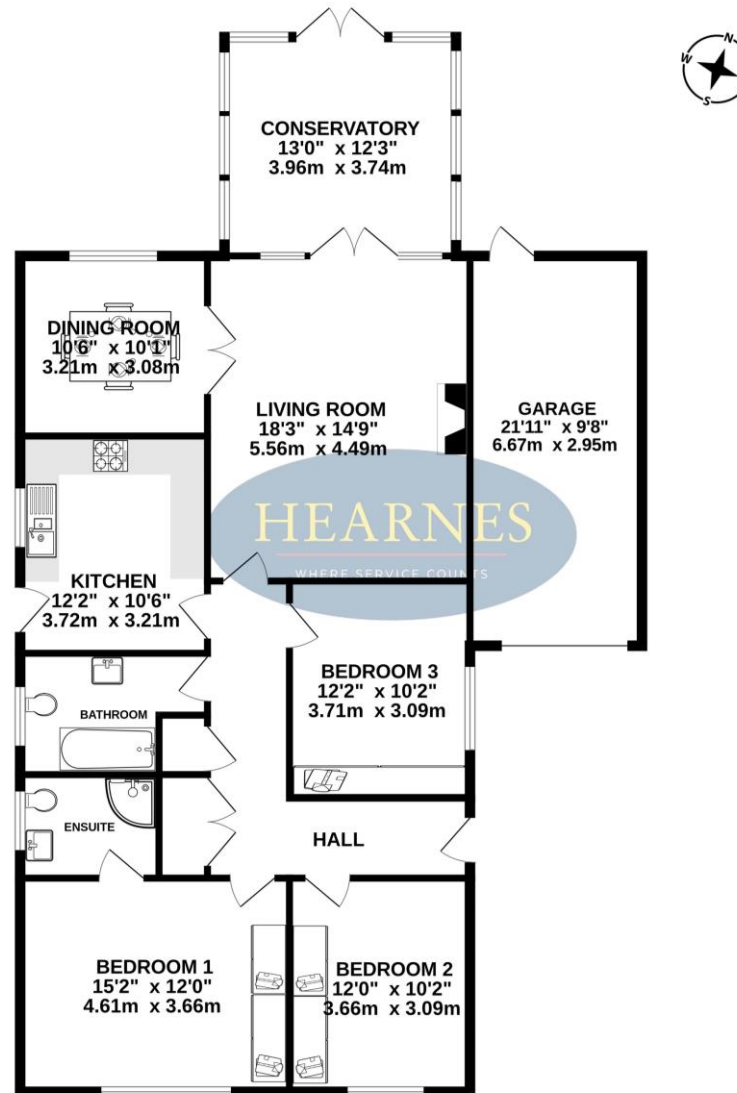 N
W
S
CONSERVATORY
13'0" x 12'3"
3.96m x 3.74m
DINING ROOM
10'6" x 10'1"
3.21m x 3.08m
LIVING ROOM
18'3" x 14'9"
5.56m x 4.49m
GARAGE
21'11" x 9'8"
6.67m x 2.95m
HEARNES
WHERE SERVICE COUNTS
KITCHEN
12'2" x 10'6"
3.72m x 3.21m
BEDROOM 3
12'2" x 10'2"
3.71m x 3.09m
BATHROOM
ENSUITE
HALL
BEDROOM 1
15'2" x 12'0"
4.61m x 3.66m
BEDROOM 2
12'0" x 10'2"
3.66m x 3.09m